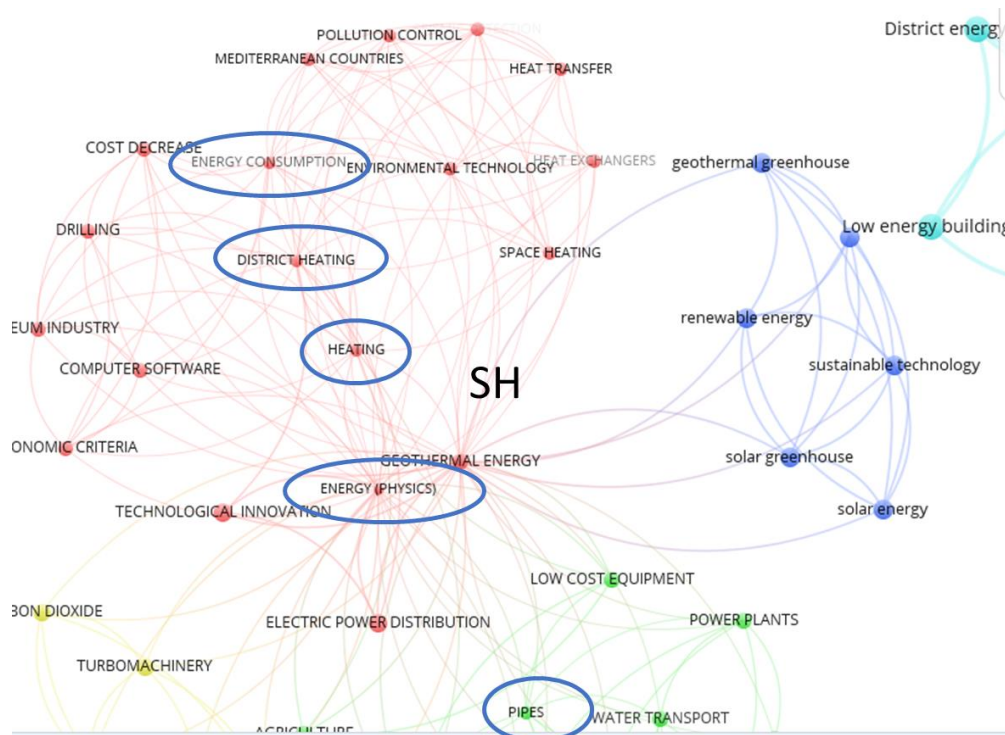 District energy
POLLUTION CONTROL
MEDITERRANEAN COUNTRIES
HEAT TRANSFER
COST DECREASE
ENERGY CONSUMPTION
ENVIRONMENTAL TECHNOLOGY
HEAT EXCHANGERS
geothermal greenhouse
DRILLING
Low energy building
DISTRICT HEATING
SPACE HEATING
EUM INDUSTRY
renewable energy
HEATING
COMPUTER SOFTWARE
sustainable technology
SH
ONOMIC CRITERIA
GEOTHERMAL ENERGY
solar greenhouse
ENERGY (PHYSICS)
TECHNOLOGICAL INNOVATION
solar energy
LOW COST EQUIPMENT
BON DIOXIDE
ELECTRIC POWER DISTRIBUTION
POWER PLANTS
TURBOMACHINERY
PIPES
WATER TRANSPORT
AGRICULTURE